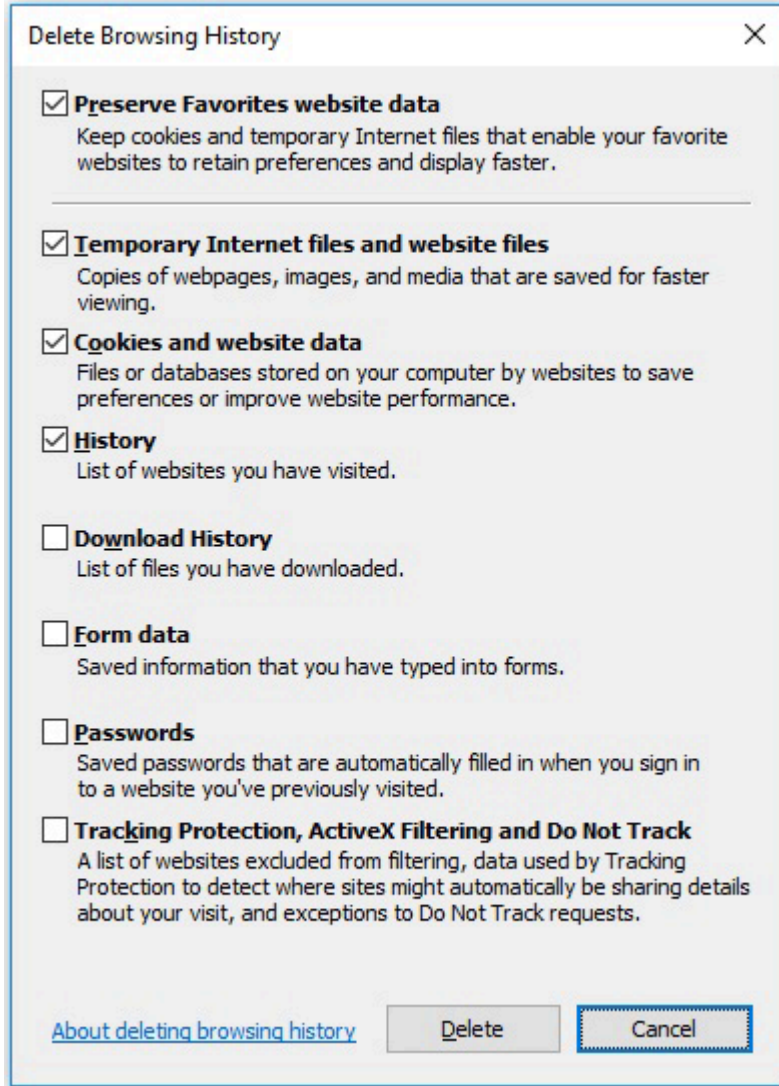 Delete Browsing History
Preserve Favorites website data
Keep cookies and temporary Internet files that enable your favorite
websites to retain preferences and display faster.
Temporary Internet files and website files
Copies of webpages, images, and media that are saved for faster
viewing.
Cookies and website data
Files or databases stored on your computer by websites to save
preferences or improve website performance.
History
List of websites you have visited.
Download History
List of files you have downloaded.
Form data
Saved information that you have typed into forms.
Passwords
Saved passwords that are automatically filled in when you sign in
to a website you've previously visited.
Tracking Protection, ActiveX Filtering and Do Not Track
A list of websites excluded from filtering, data used by Tracking
Protection to detect where sites might automatically be sharing details
about your visit, and exceptions to Do Not Track requests.
About deleting browsing history Delete Cancel